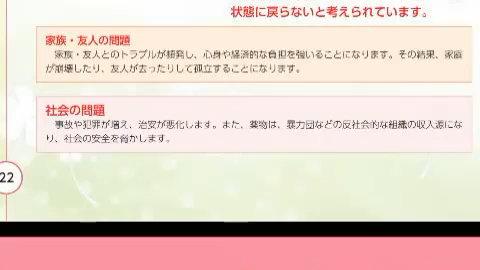 状態に戻らないと考えられています。
家族・友人の問題
家族・友人とのトラブルが頻発し、心身や経済的な負担を強いることになります。その結果、家庭
が崩壊したり、友人が去ったりして孤立することになります。
社会の問題
事故や犯罪が増え、治安が悪化します。また、薬物は、暴力団などの反社会的な組織の収入源にな
り、社会の安全を脅かします。
22